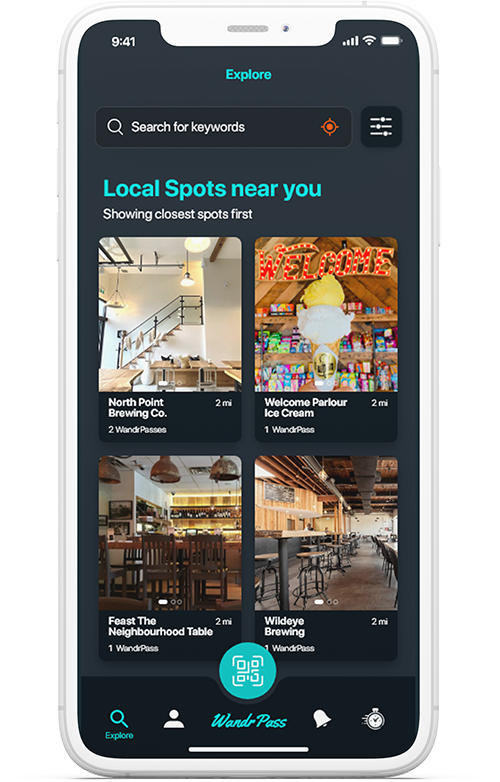 9:41
Explore
Search for keywords
Local Spots near you
Showing closest spots first
WELCOME
North Point
Brewing Co.
2 mi
2 WandrPasses
Welcome Parlour
Ice Cream
2 mi
1 WandrPass
Feast The
Neighbourhood Table
2 mi
1 WandrPass
Wildeye
Brewing
2 mi
1 WandrPass
Explore
WandrPass